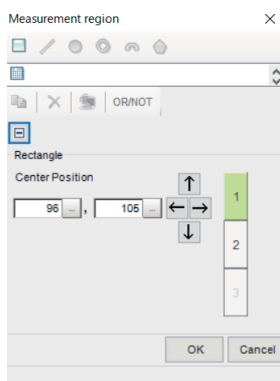 Measurement region
OR/NOT
Rectangle
Center Position
96 ... , 105 ...
1
2
3
OK Cancel